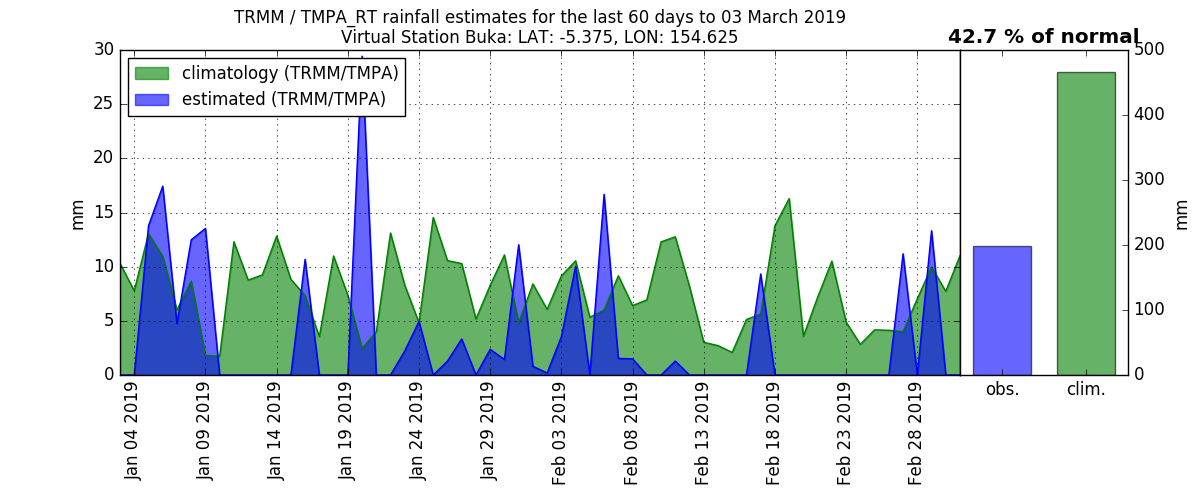 TRMM / TMPA_RT rainfall estimates for the last 60 days to 03 March 2019
Virtual Station Buka: LAT: -5.375, LON: 154.625
42.7 % of normal
climatology (TRMM/TMPA)
estimated (TRMM/TMPA)
mm
30
25
20
15
10
5
0
Jan 04 2019
Jan 09 2019
Jan 14 2019
Jan 19 2019
Jan 24 2019
Jan 29 2019
Feb 03 2019
Feb 08 2019
Feb 13 2019
Feb 18 2019
Feb 23 2019
Feb 28 2019
obs.
clim.
500
400
300
200
100
0
mm